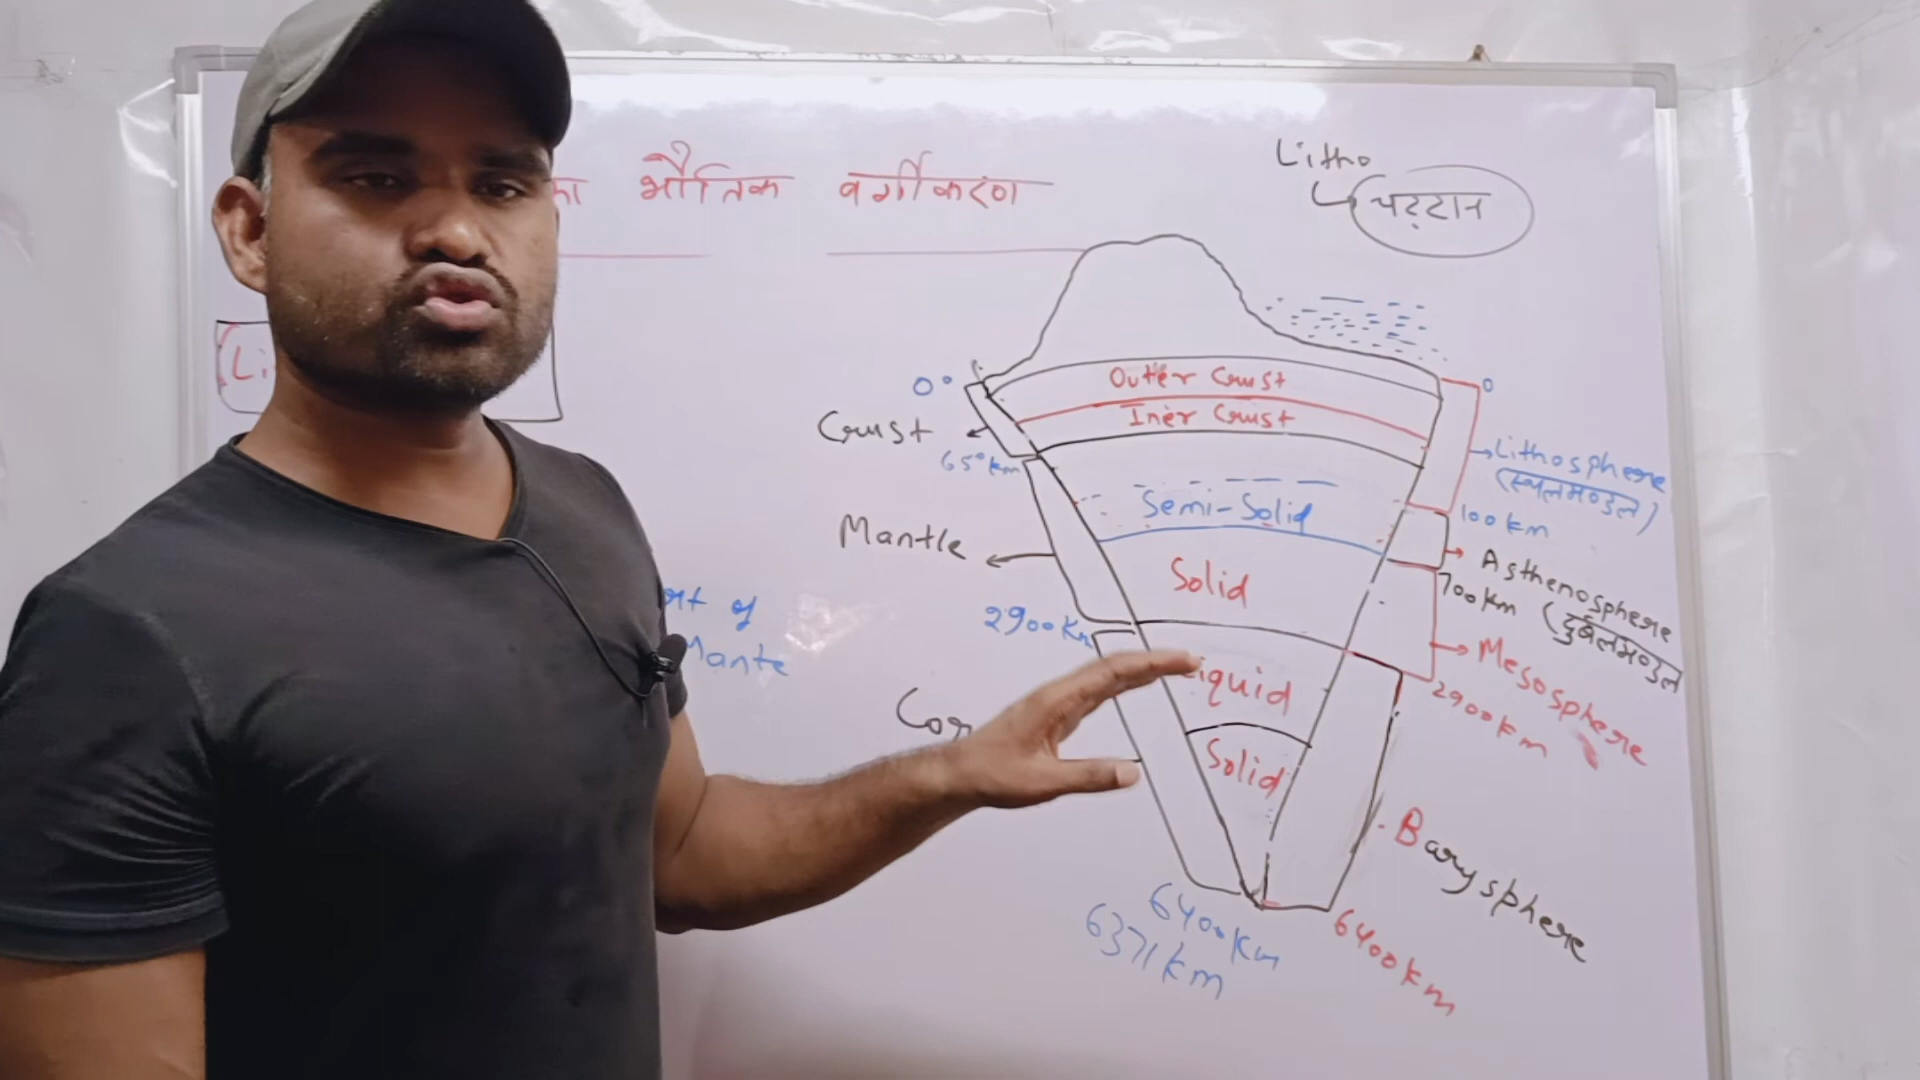 का भौतिक वर्गीकरण
Litho
चट्टान
Outer Crust
Iner Crust
0°
0
Crust
65° km
Lithosphere
(स्थलमण्डल)
Semi-Solid
100 km
Mantle
Solid
Asthenosphere
700 km (दुर्बलमण्डल
2900 Km
of
Mante
Mesosphere
2900 km
Liquid
Solid
Barysphere
6400 Km
6371 km
6400 km